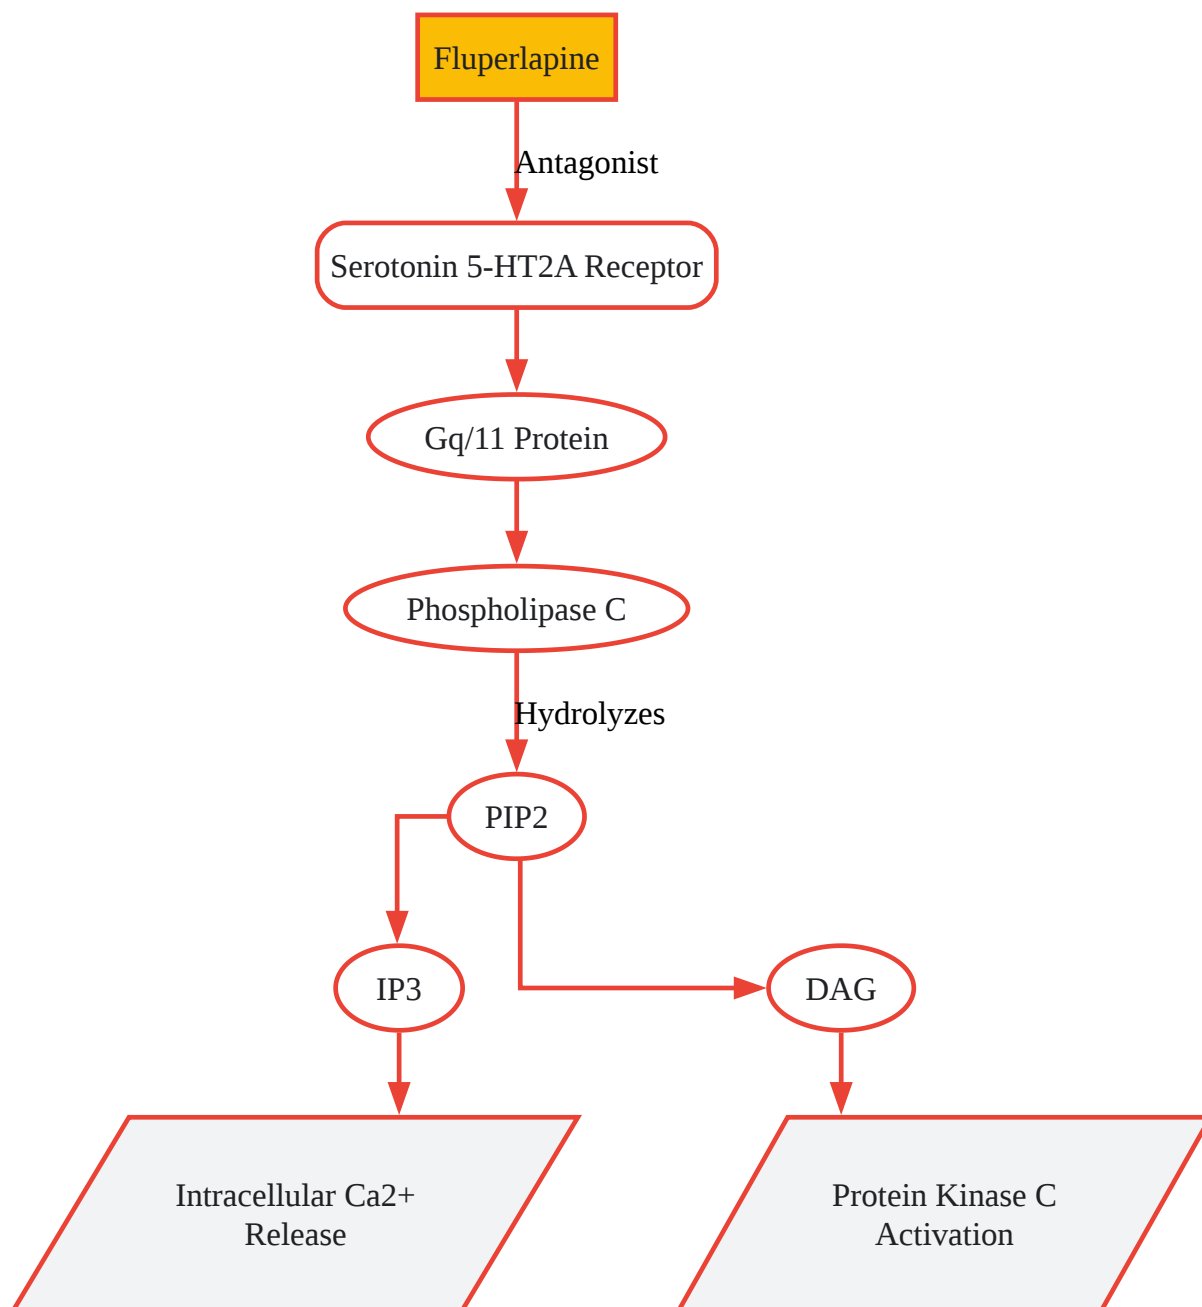 Fluperlapine
Antagonist
Serotonin 5-HT2A Receptor
Gq/11 Protein
Phospholipase C
Hydrolyzes
PIP2
IP3
DAG
Intracellular Ca2+
Release
Protein Kinase C
Activation